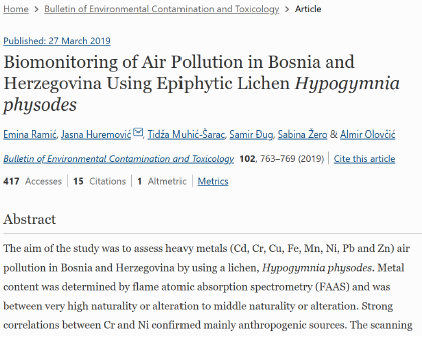 Home > Bulletin of Environmental Contamination and Toxicology > Article
Published: 27 March 2019
Biomonitoring of Air Pollution in Bosnia and
Herzegovina Using Epiphytic Lichen Hypogymnia
physodes
Emina Ramić, Jasna Huremović, Tidža Muhić-Šarac, Samir Đug, Sabina Žero & Almir Olovčić
Bulletin of Environmental Contamination and Toxicology 102, 763–769 (2019) | Cite this article
417 Accesses | 15 Citations | 1 Altmetric | Metrics
Abstract
The aim of the study was to assess heavy metals (Cd, Cr, Cu, Fe, Mn, Ni, Pb and Zn) air
pollution in Bosnia and Herzegovina by using a lichen, Hypogymnia physodes. Metal
content was determined by flame atomic absorption spectrometry (FAAS) and was
between very high naturality or alteration to middle naturality or alteration. Strong
correlations between Cr and Ni confirmed mainly anthropogenic sources. The scanning